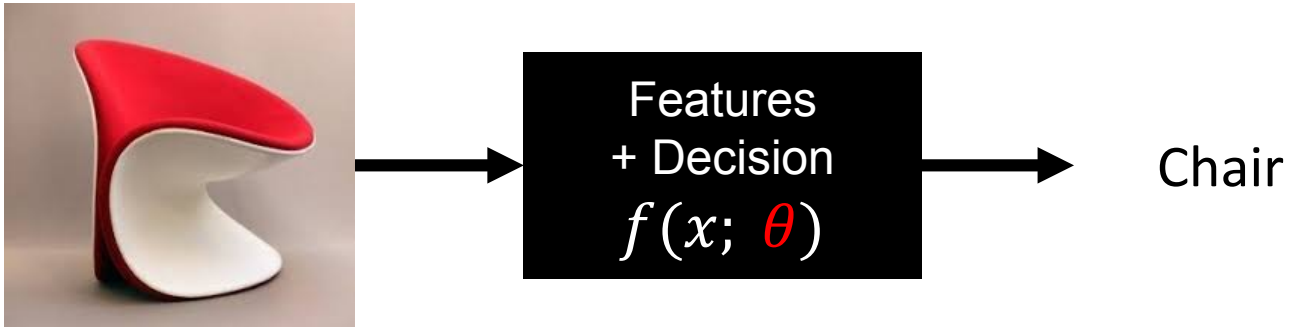 Features
+ Decision
𝑓(𝑥; 𝜃)
Chair